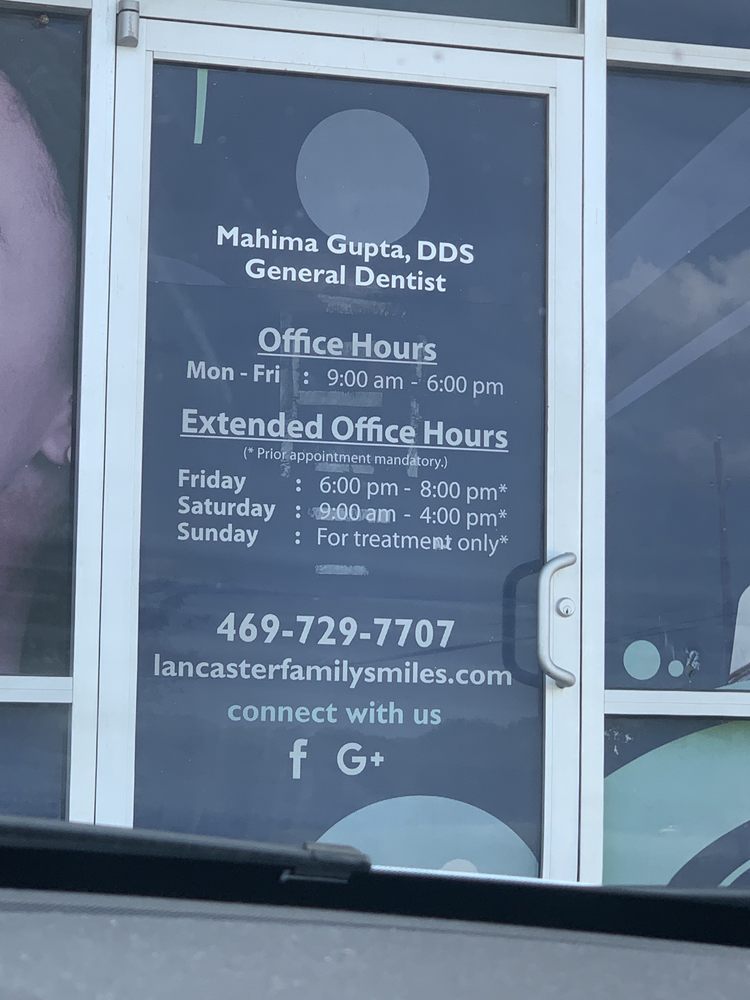 Mahima Gupta, DDS
General Dentist
Office Hours
Mon - Fri : 9:00 am - 6:00 pm
Extended Office Hours
(* Prior appointment mandatory.)
Friday : 6:00 pm - 8:00 pm*
Saturday : 9:00 am - 4:00 pm*
Sunday : For treatment only*
469-729-7707
lancasterfamilysmiles.com
connect with us
f G+